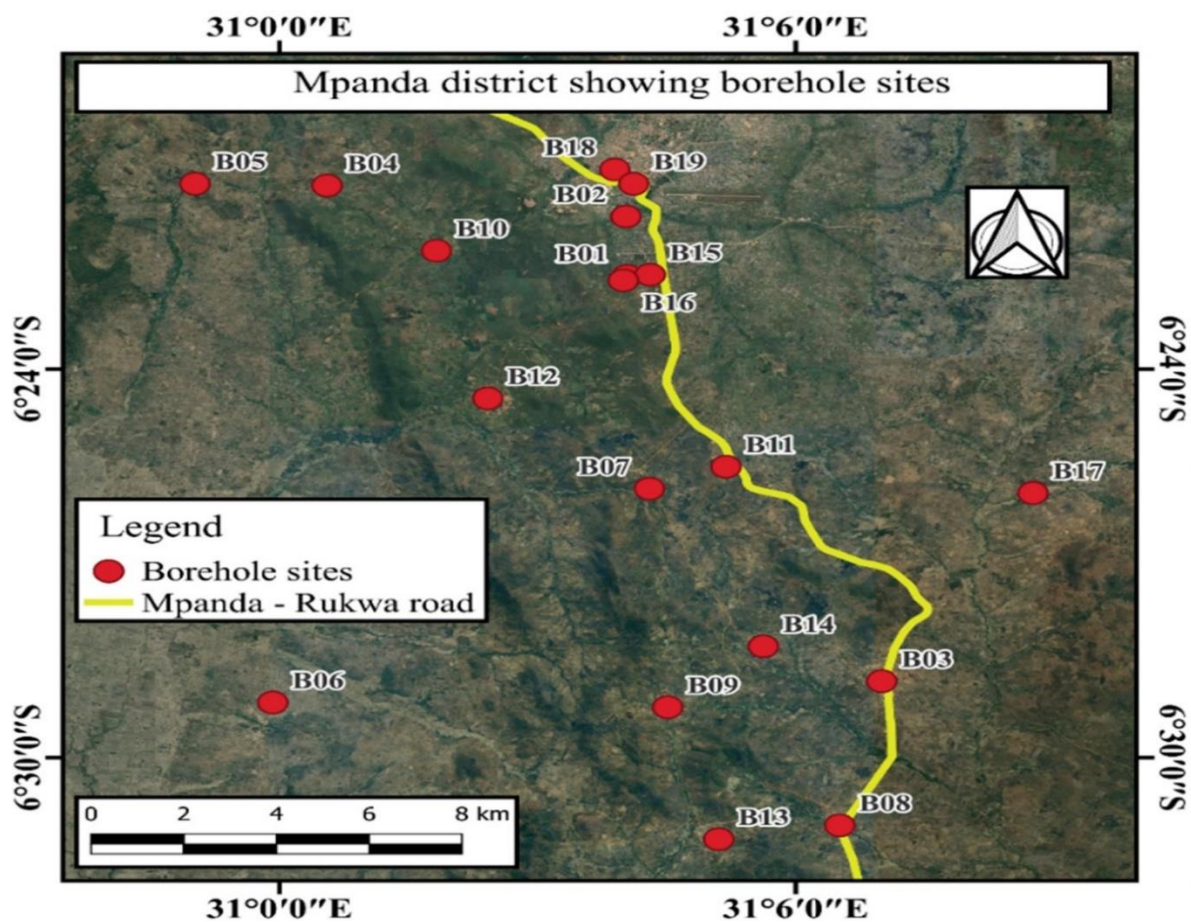 31°0′0″E 31°6′0″E
Mpanda district showing borehole sites
B18 B19
B05 B04
B02
B10
B01 B15
B16
6°24′0″S 6°24′0″S
B12
B11
B07 B17
Legend
Borehole sites
Mpanda - Rukwa road
B14
B03
B06 B09
6°30′0″S 6°30′0″S
0 2 4 6 8 km
B08
B13
31°0′0″E 31°6′0″E